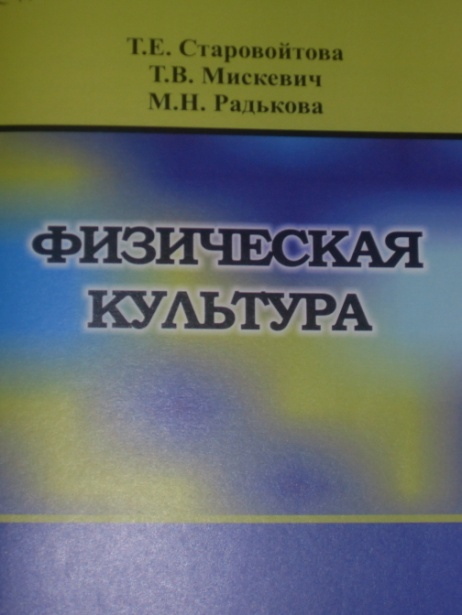 Т.Е. Старовойтова
Т.В. Мискевич
М.Н. Радькова
ФИЗИЧЕСКАЯ
КУЛЬТУРА